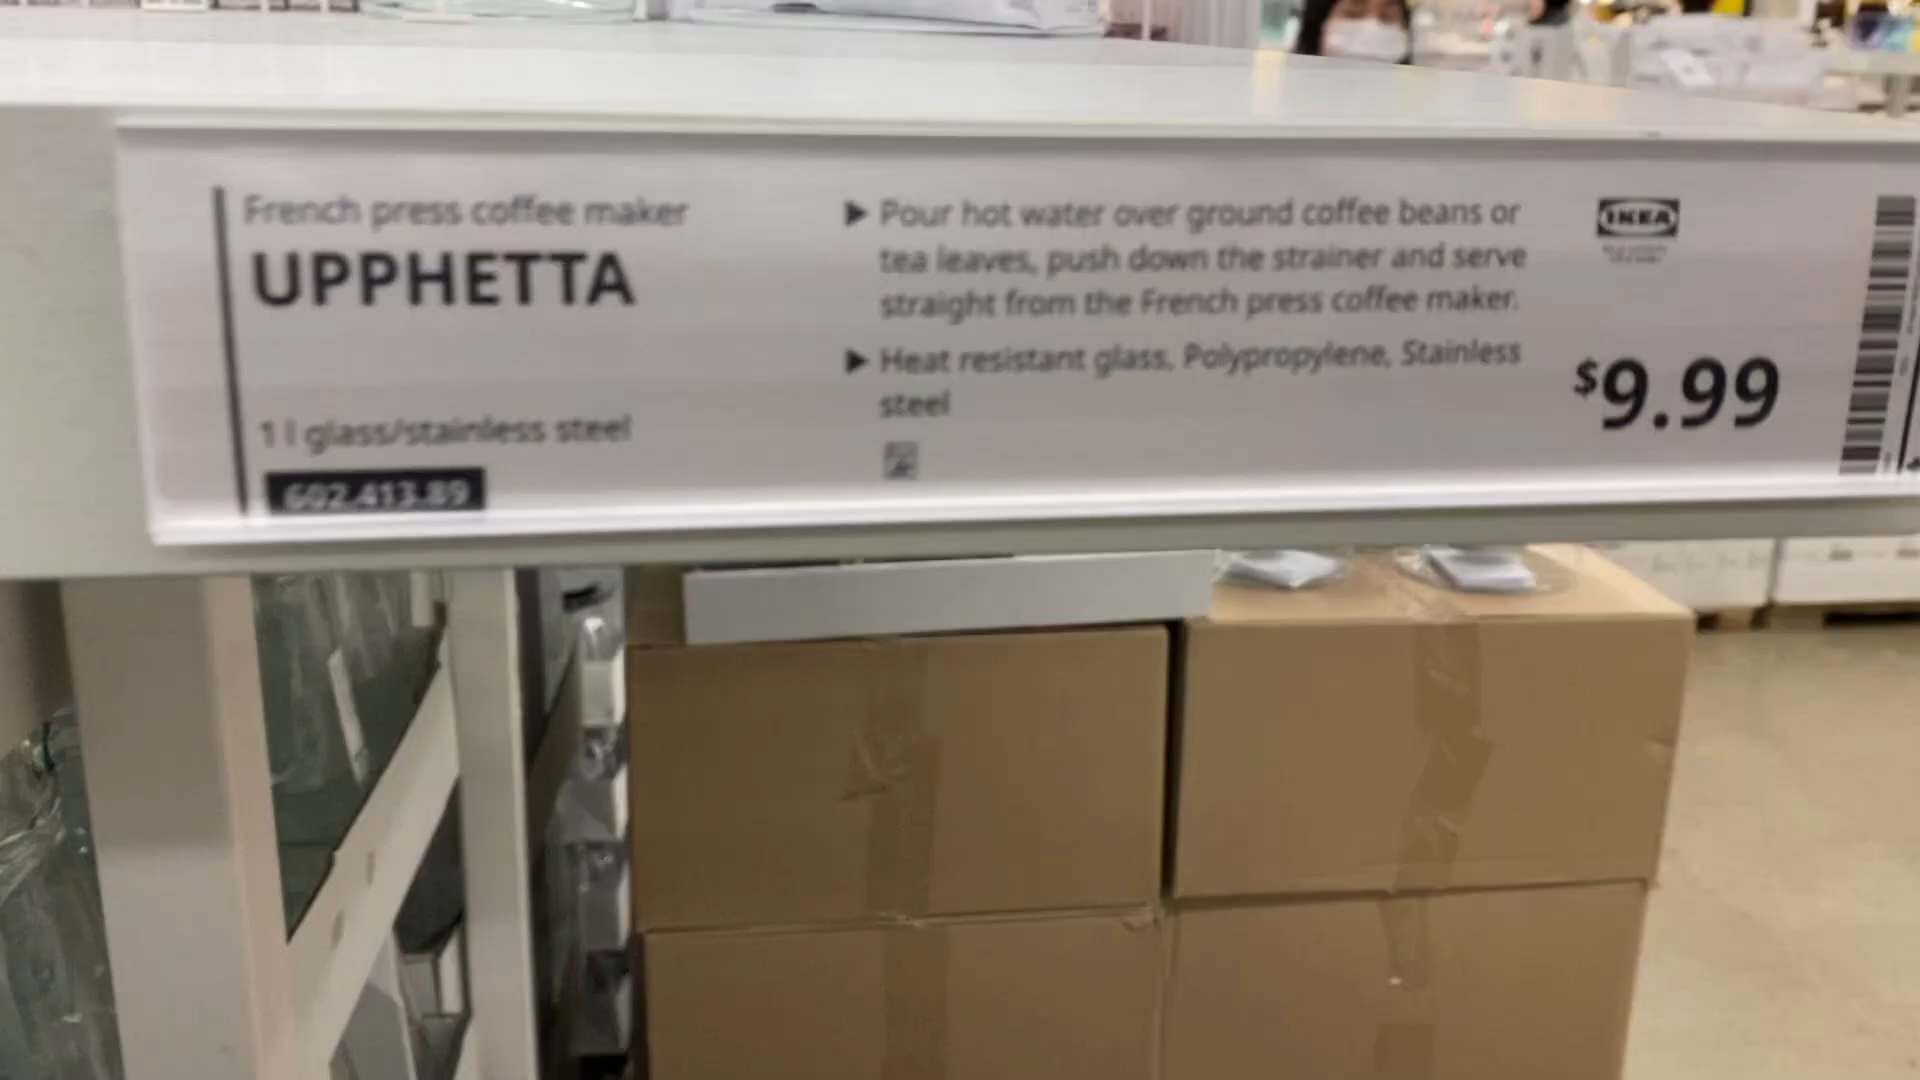 French press coffee maker
UPPHETTA
1 l glass/stainless steel
602.413.89
▶ Pour hot water over ground coffee beans or
tea leaves, push down the strainer and serve
straight from the French press coffee maker.
▶ Heat resistant glass, Polypropylene, Stainless
steel
IKEA
$9.99